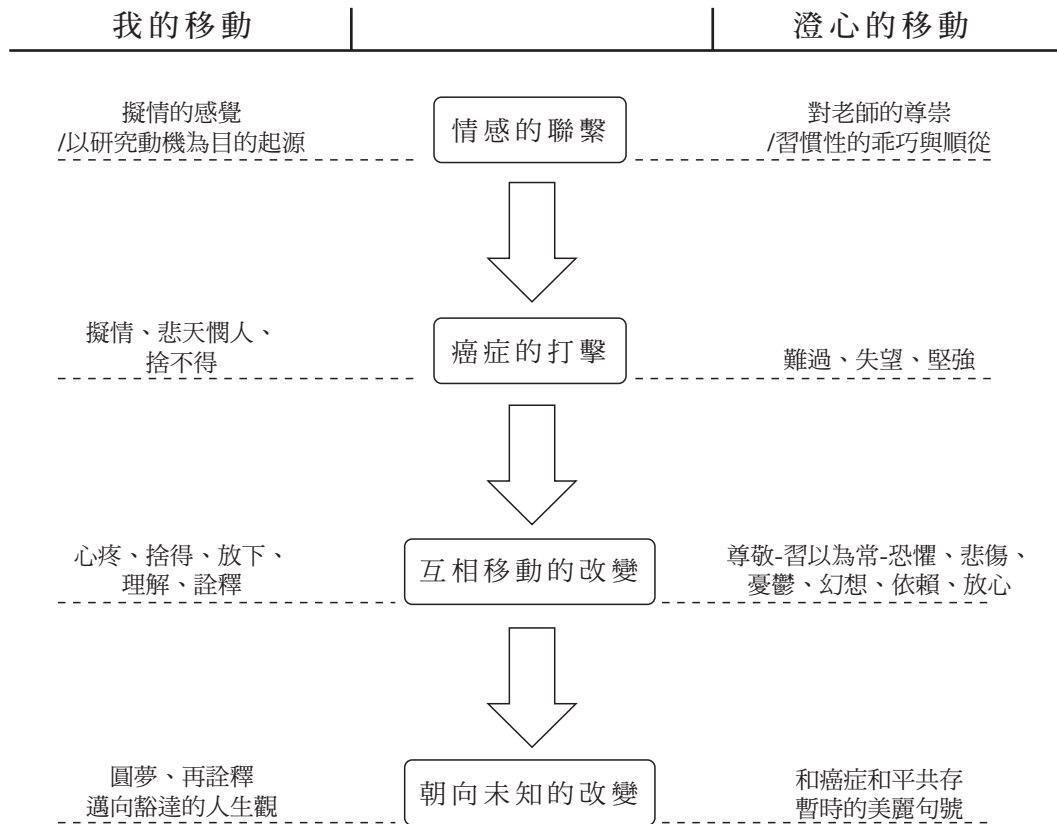 我的移動
澄心的移動
擬情的感覺
/以研究動機為目的起源
情感的聯繫
對老師的尊崇
/習慣性的乖巧與順從
擬情、悲天憫人、
捨不得
癌症的打擊
難過、失望、堅強
心疼、捨得、放下、
理解、詮釋
互相移動的改變
尊敬-習以為常-恐懼、悲傷、
憂鬱、幻想、依賴、放心
圓夢、再詮釋
邁向豁達的人生觀
朝向未知的改變
和癌症和平共存
暫時的美麗句號